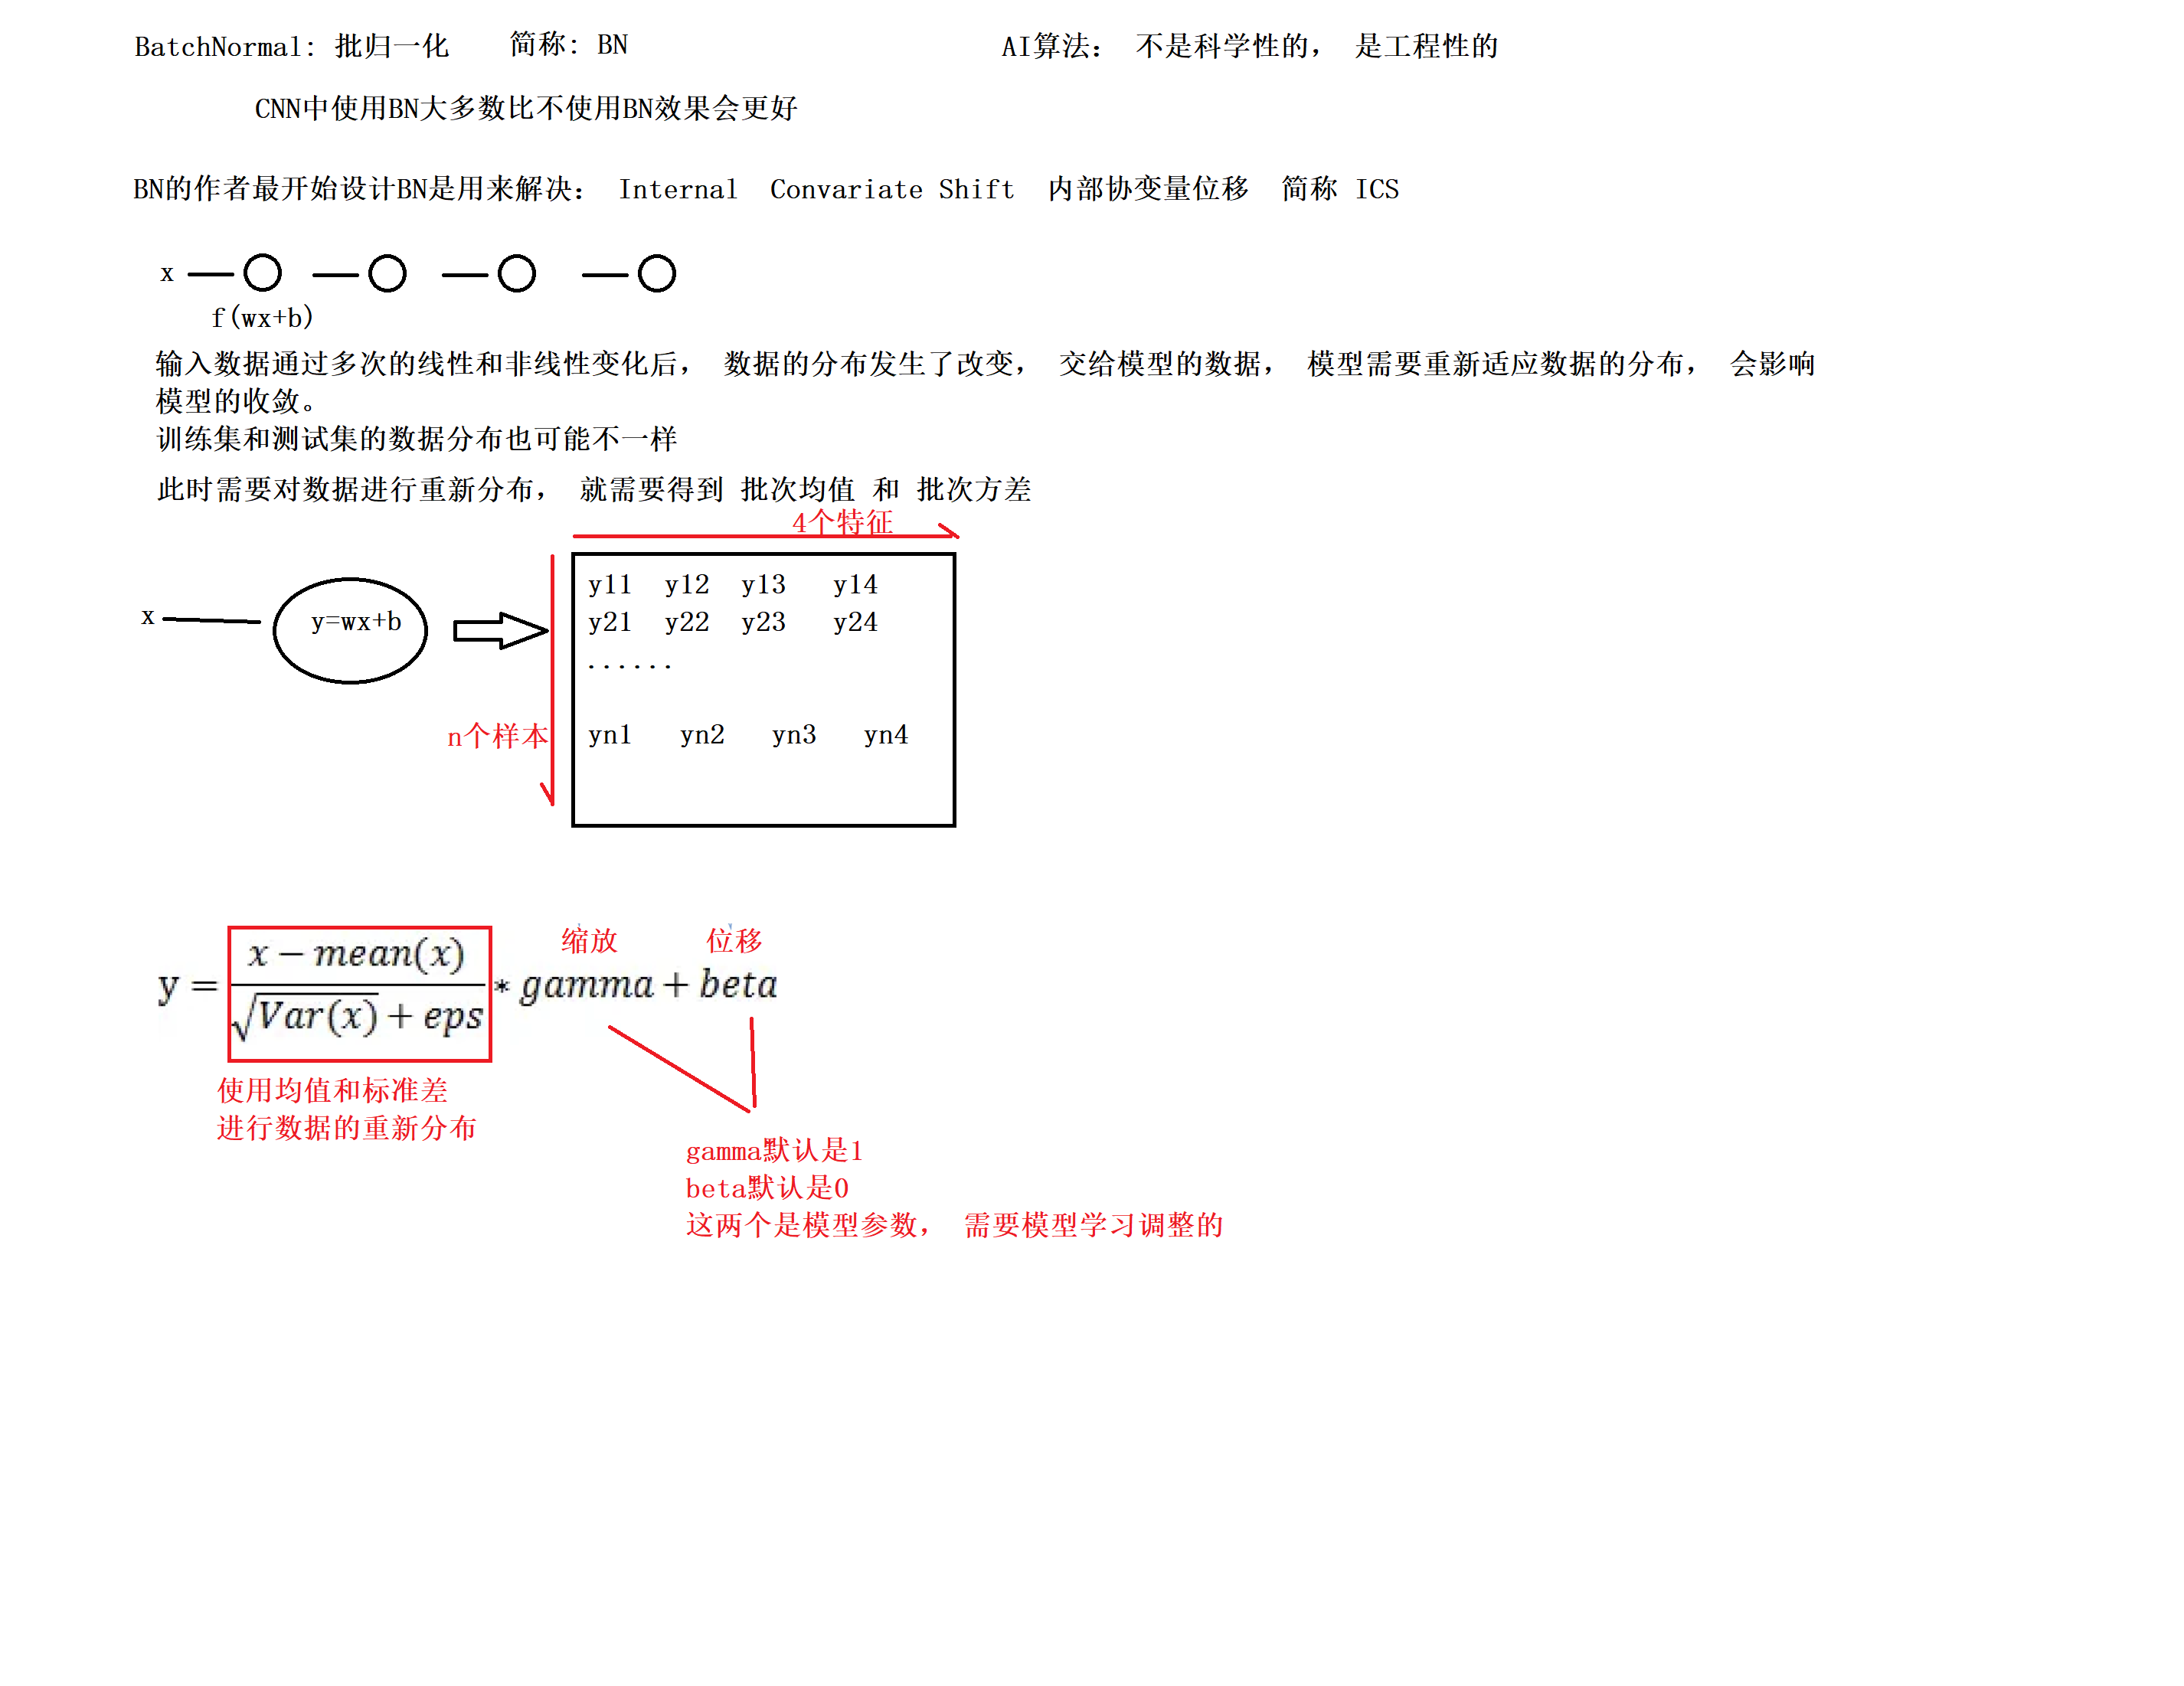 BatchNormal: 批归一化 简称: BN
AI算法： 不是科学性的， 是工程性的
CNN中使用BN大多数比不使用BN效果会更好
BN的作者最开始设计BN是用来解决： Internal Convariate Shift 内部协变量位移 简称 ICS
x
f(wx+b)
输入数据通过多次的线性和非线性变化后， 数据的分布发生了改变， 交给模型的数据， 模型需要重新适应数据的分布， 会影响
模型的收敛。
训练集和测试集的数据分布也可能不一样
此时需要对数据进行重新分布， 就需要得到 批次均值 和 批次方差
4个特征
x
y=wx+b
n个样本
y11 y12 y13 y14
y21 y22 y23 y24
......
yn1 yn2 yn3 yn4
缩放 位移
y = (x − mean(x)) / (√Var(x) + eps) * gamma + beta
使用均值和标准差
进行数据的重新分布
gamma默认是1
beta默认是0
这两个是模型参数， 需要模型学习调整的